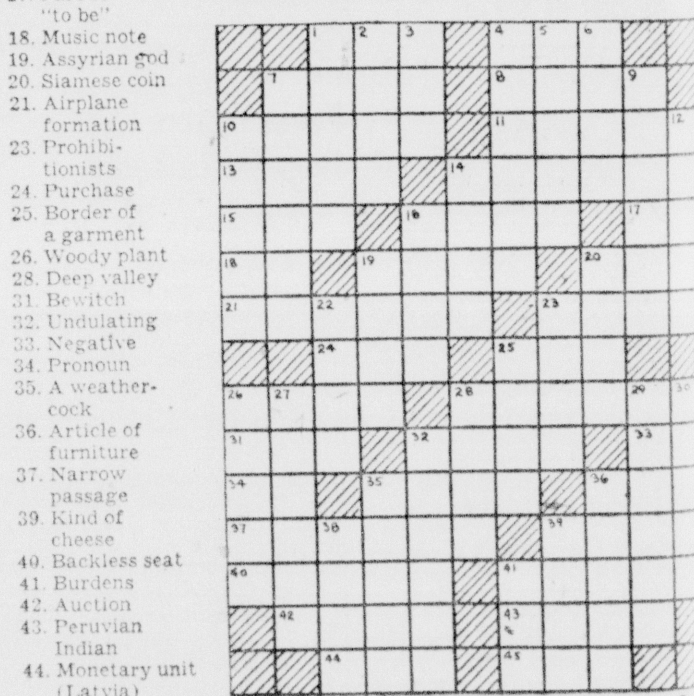 "to be"
18. Music note
19. Assyrian god
20. Siamese coin
21. Airplane
formation
23. Prohibi-
tionists
24. Purchase
25. Border of
a garment
26. Woody plant
28. Deep valley
31. Bewitch
32. Undulating
33. Negative
34. Pronoun
35. A weather-
cock
36. Article of
furniture
37. Narrow
passage
39. Kind of
cheese
40. Backless seat
41. Burdens
42. Auction
43. Peruvian
Indian
44. Monetary unit
(Latvia)
1 2 3 4 5 6
7 8 9
10 11 12
13 14
15 16 17
18 19 20
21 22 23
24 25
26 27 28 29 30
31 32 33
34 35 36
37 38 39
40 41
42 43
44 45